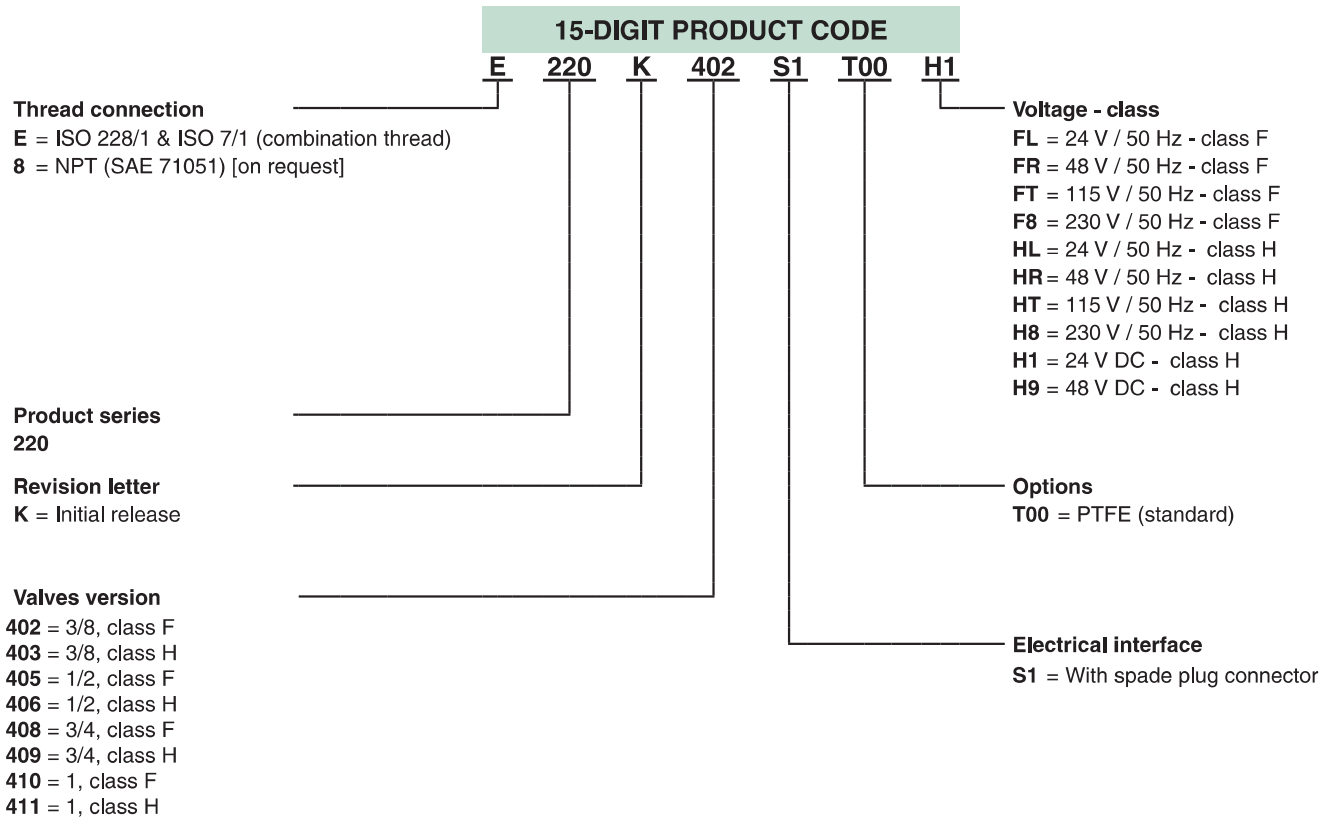 15-DIGIT PRODUCT CODE
E 220 K 402 S1 T00 H1
Thread connection
E = ISO 228/1 & ISO 7/1 (combination thread)
8 = NPT (SAE 71051) [on request]
Product series
220
Revision letter
K = Initial release
Valves version
402 = 3/8, class F
403 = 3/8, class H
405 = 1/2, class F
406 = 1/2, class H
408 = 3/4, class F
409 = 3/4, class H
410 = 1, class F
411 = 1, class H
Voltage - class
FL = 24 V / 50 Hz - class F
FR = 48 V / 50 Hz - class F
FT = 115 V / 50 Hz - class F
F8 = 230 V / 50 Hz - class F
HL = 24 V / 50 Hz - class H
HR = 48 V / 50 Hz - class H
HT = 115 V / 50 Hz - class H
H8 = 230 V / 50 Hz - class H
H1 = 24 V DC - class H
H9 = 48 V DC - class H
Options
T00 = PTFE (standard)
Electrical interface
S1 = With spade plug connector